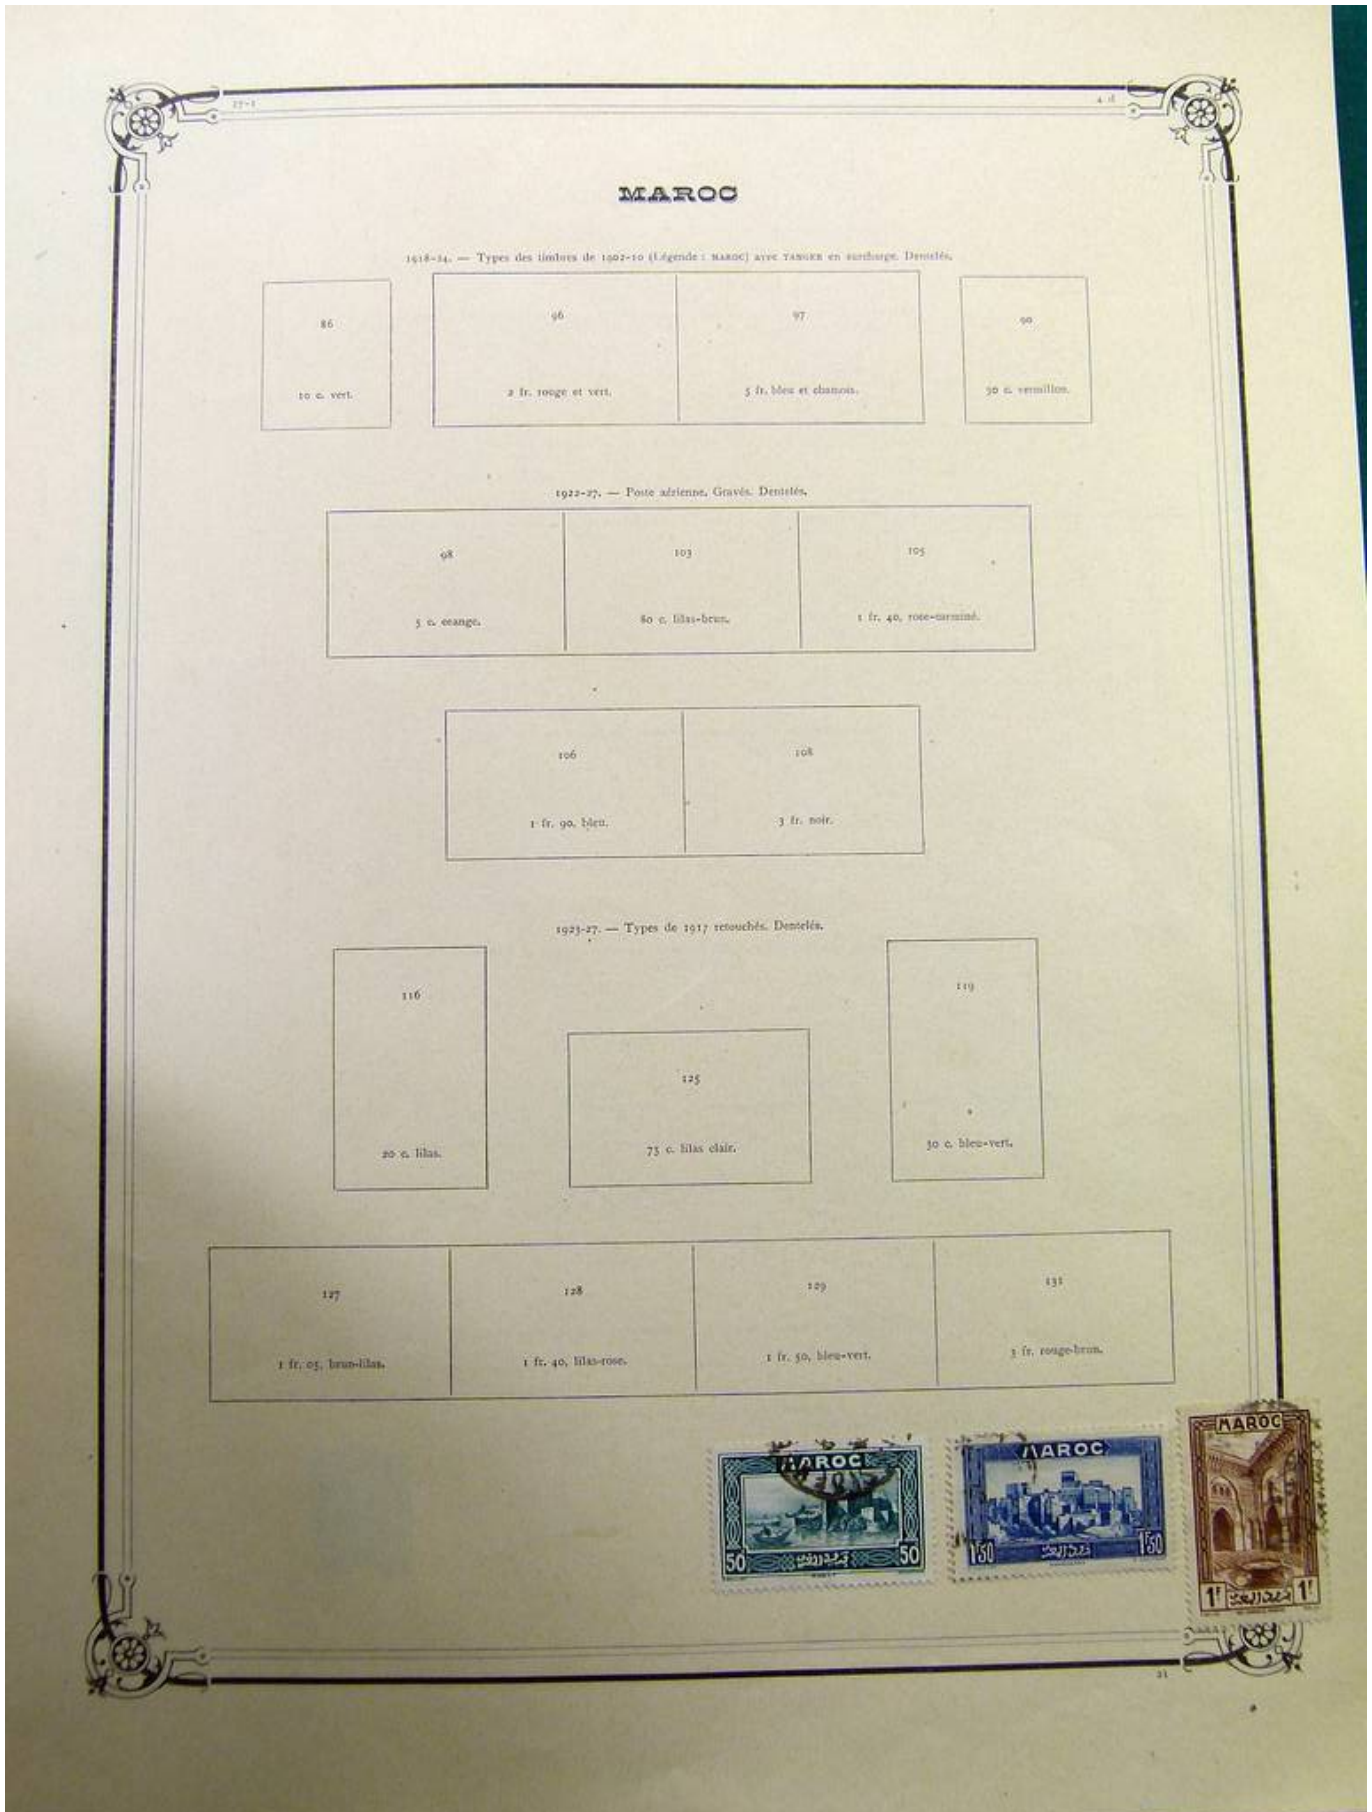 27-1
MAROC
1918-24. — Types des timbres de 1902-10 (Légende : MAROC) avec TANGER en surcharge. Dentelés.
86 96 97 90
10 c. vert. 2 fr. rouge et vert. 5 fr. bleu et chamois. 50 c. vermillon.
1922-27. — Poste aérienne. Gravés. Dentelés.
98 103 105
5 c. orange. 80 c. lilas-brun. 1 fr. 40, rose-carminé.
106 108
1 fr. 90, bleu. 3 fr. noir.
1923-27. — Types de 1917 retouchés. Dentelés.
116 119
125
20 c. lilas. 75 c. lilas clair. 50 c. bleu-vert.
127 128 129 131
1 fr. 05, brun-lilas. 1 fr. 40, lilas-rose. 1 fr. 50, bleu-vert. 3 fr. rouge-brun.
MAROC MAROC MAROC
50 50 1F50 1F50 1F 1F
21